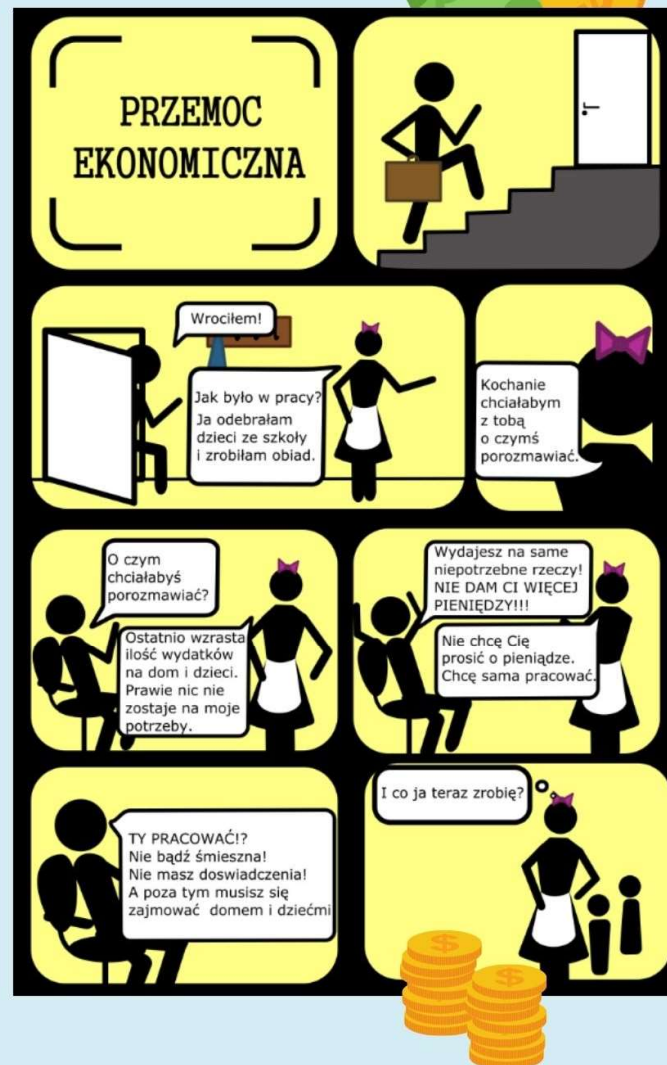 PRZEMOC
EKONOMICZNA
Wrociłem!
Jak było w pracy?
Ja odebrałam
dzieci ze szkoły
i zrobiłam obiad.
Kochanie
chciałabym
z tobą
o czymś
porozmawiać.
O czym
chciałabyś
porozmawiać?
Ostatnio wzrasta
ilość wydatków
na dom i dzieci.
Prawie nic nie
zostaje na moje
potrzeby.
Wydajesz na same
niepotrzebne rzeczy!
NIE DAM CI WIĘCEJ
PIENIĘDZY!!!
Nie chcę Cię
prosić o pieniądze.
Chcę sama pracować.
TY PRACOWAĆ!?
Nie bądź śmieszna!
Nie masz doswiadczenia!
A poza tym musisz się
zajmować domem i dziećmi
I co ja teraz zrobię?
$
$